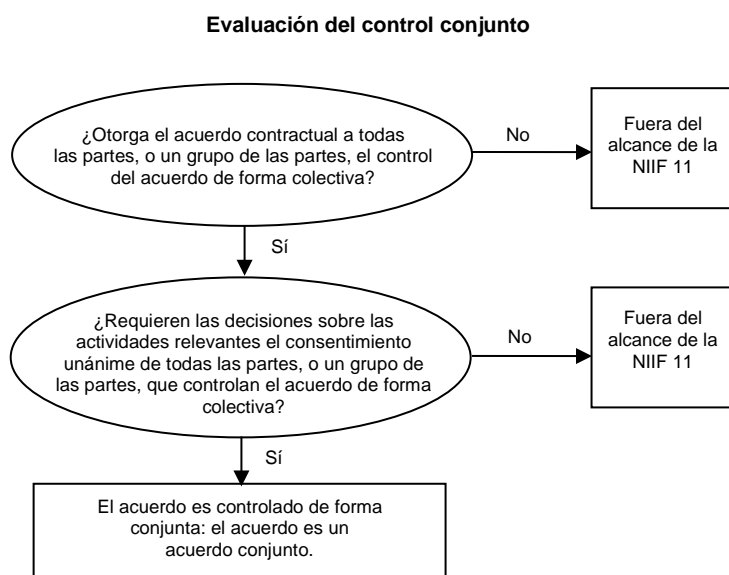 Evaluación del control conjunto
¿Otorga el acuerdo contractual a todas
las partes, o un grupo de las partes, el control
del acuerdo de forma colectiva?
No
Fuera del
alcance de la
NIIF 11
Sí
¿Requieren las decisiones sobre las
actividades relevantes el consentimiento
unánime de todas las partes, o un grupo de
las partes, que controlan el acuerdo de forma
colectiva?
No
Fuera del
alcance de la
NIIF 11
Sí
El acuerdo es controlado de forma
conjunta: el acuerdo es un
acuerdo conjunto.